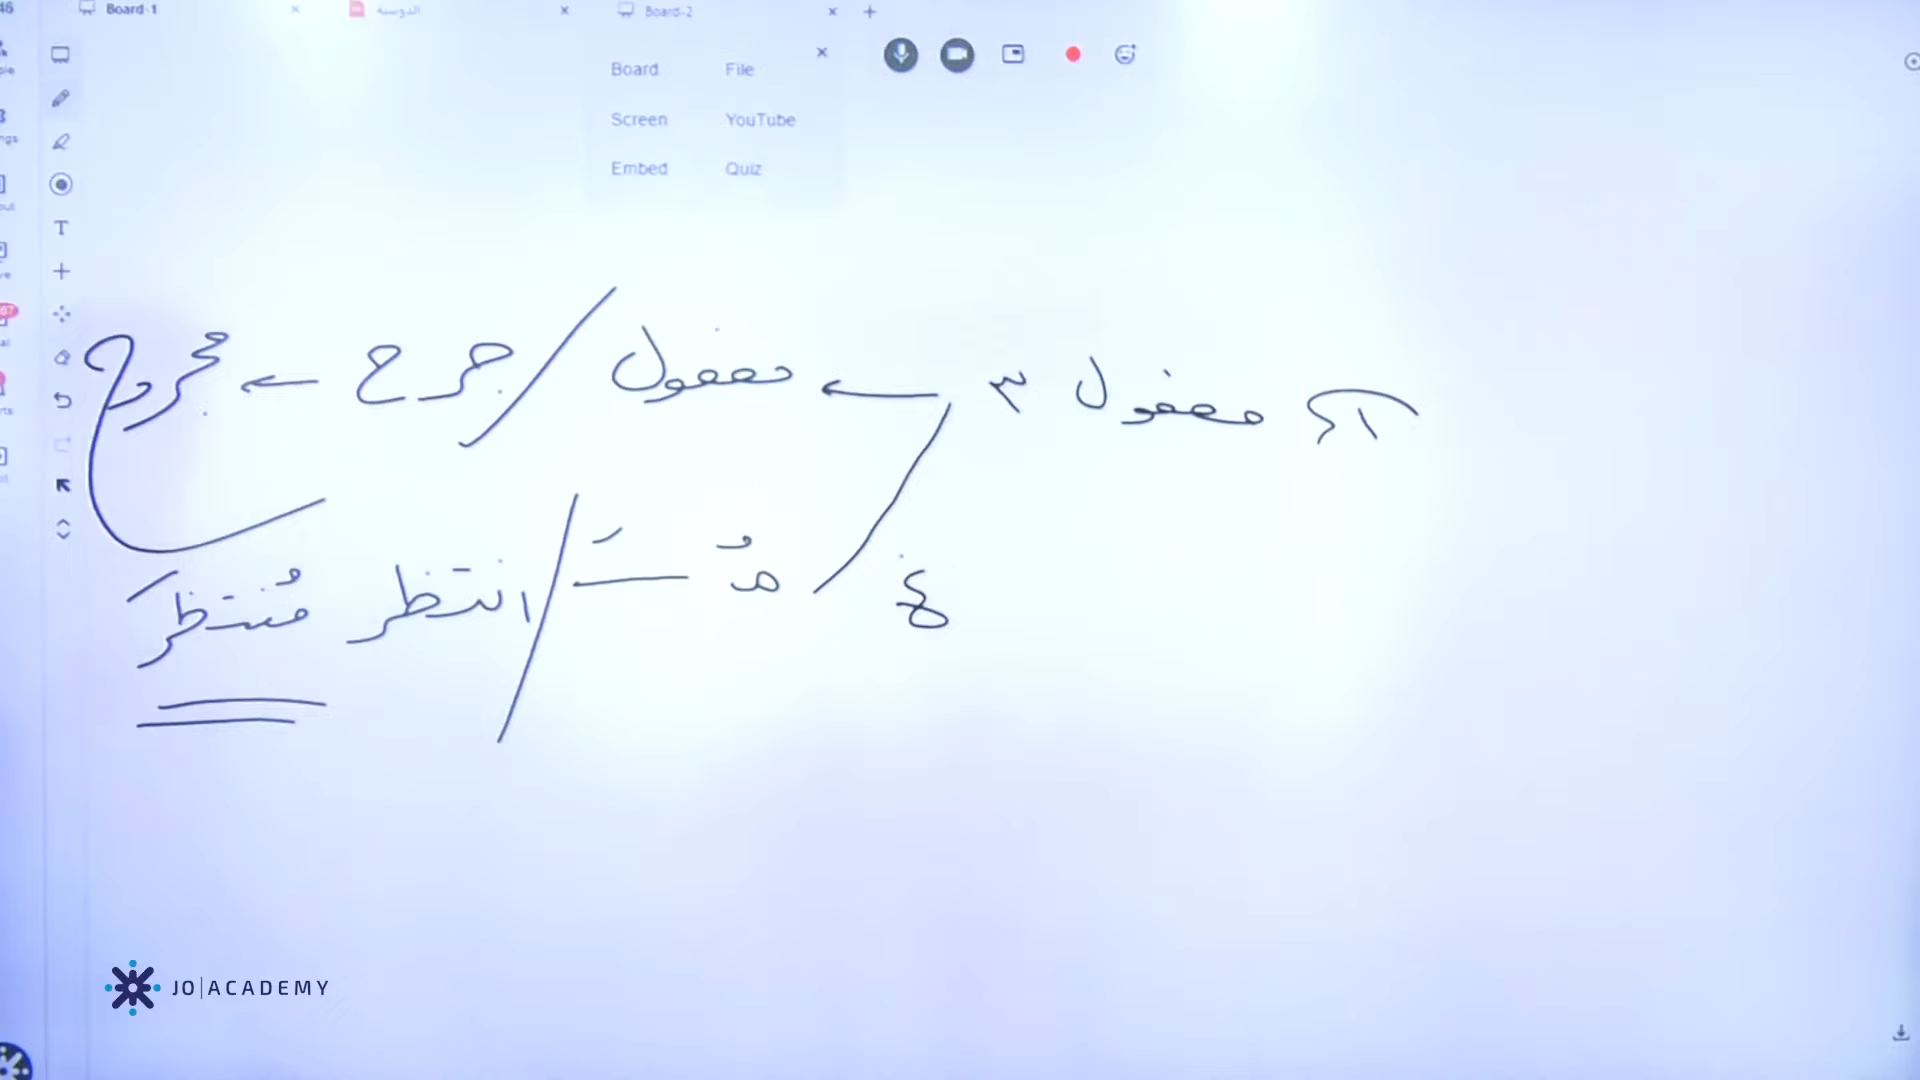 Board-1
الدوسية
Board-2
Board File
Screen YouTube
Embed Quiz
T
مفعول ٣ ← مفعول / جرح ← مجروح
مُ ـَ / انتظر مُنتظَر
JO|ACADEMY